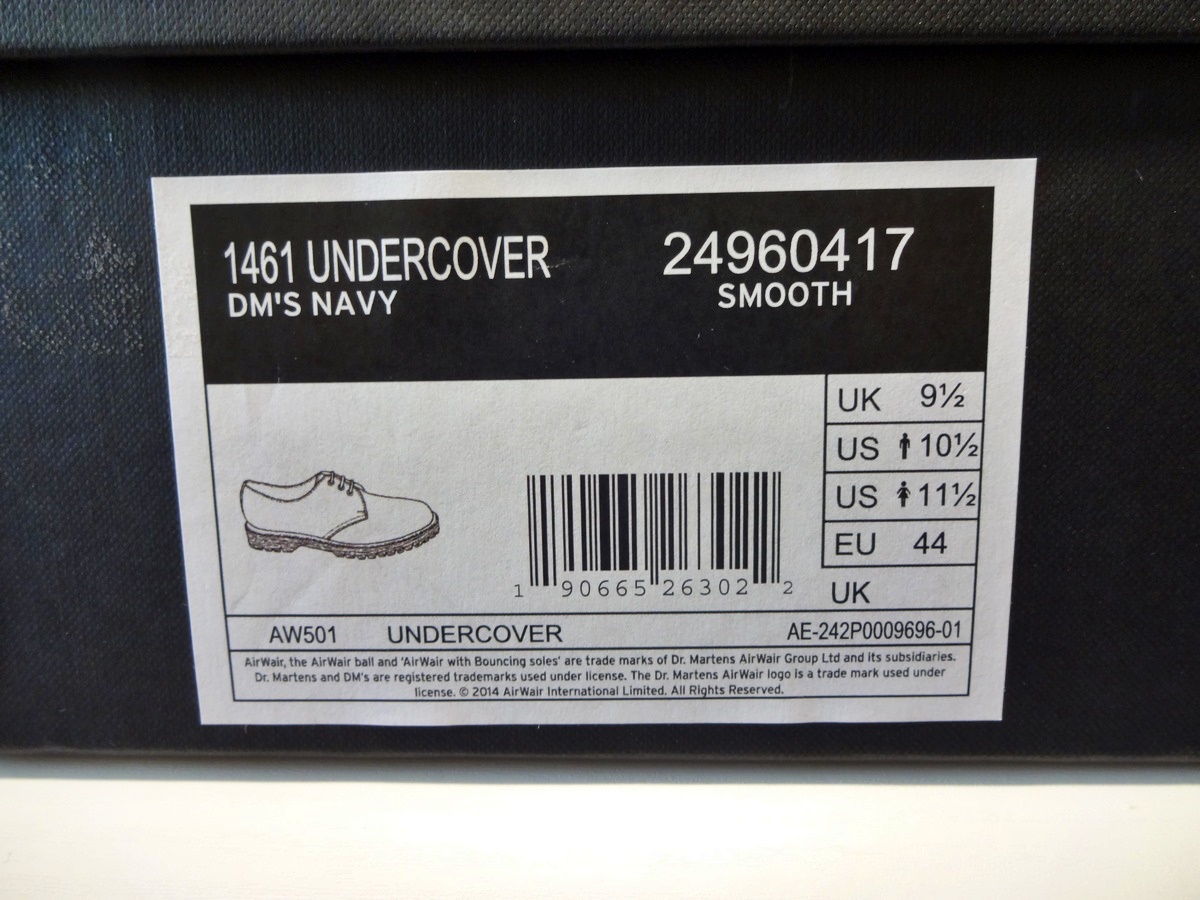 1461 UNDERCOVER 24960417
DM'S NAVY SMOOTH
UK 9½
US 10½
US 11½
EU 44
1 90665 26302 2
UK
AW501 UNDERCOVER AE-242P0009696-01
AirWair, the AirWair ball and 'AirWair with Bouncing soles' are trade marks of Dr. Martens AirWair Group Ltd and its subsidiaries.
Dr. Martens and DM's are registered trademarks used under license. The Dr. Martens AirWair logo is a trade mark used under
license. © 2014 AirWair International Limited. All Rights Reserved.